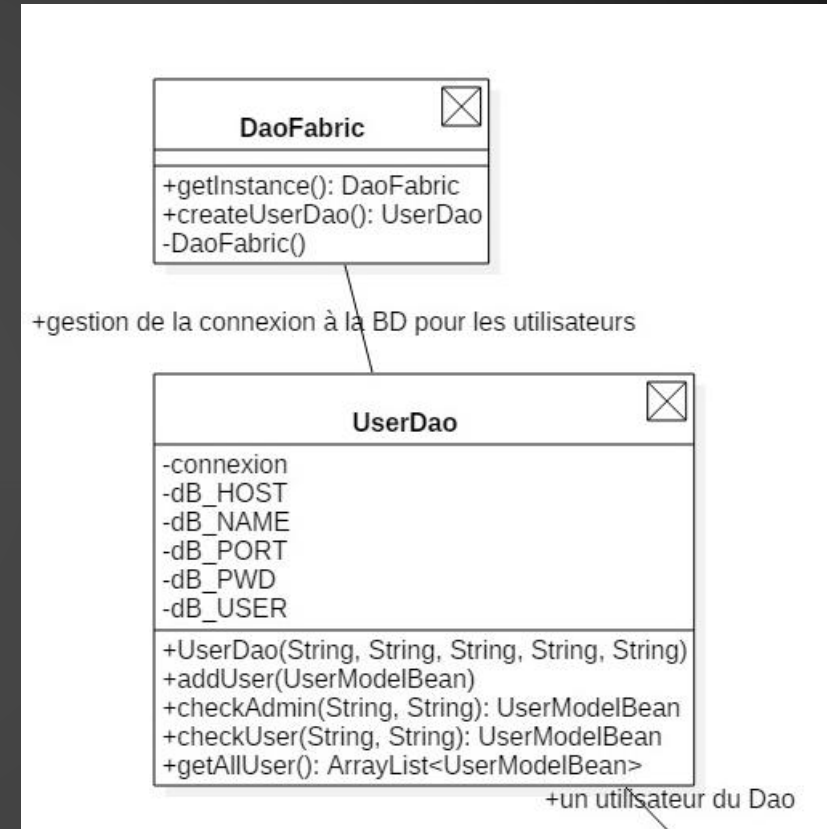 DaoFabric
+getInstance(): DaoFabric
+createUserDao(): UserDao
-DaoFabric()
+gestion de la connexion à la BD pour les utilisateurs
UserDao
-connexion
-dB_HOST
-dB_NAME
-dB_PORT
-dB_PWD
-dB_USER
+UserDao(String, String, String, String, String)
+addUser(UserModelBean)
+checkAdmin(String, String): UserModelBean
+checkUser(String, String): UserModelBean
+getAllUser(): ArrayList<UserModelBean>
+un utilisateur du Dao